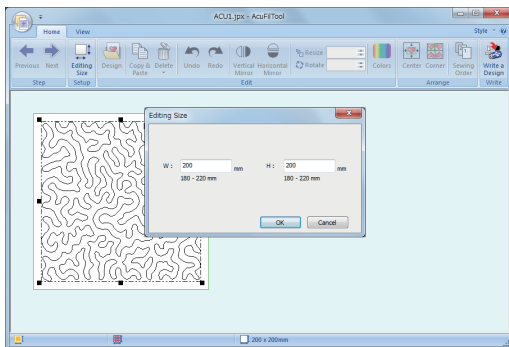 ACU1.jpx - AcuFilTool
Home View Style
Previous Next Editing Size Design Copy & Paste Delete Undo Redo Vertical Mirror Horizontal Mirror Resize Rotate Colors Center Corner Sewing Order Write a Design
Step Setup Edit Arrange Write
Editing Size
W : 200 mm H : 200 mm
180 - 220 mm 180 - 220 mm
OK Cancel
200 x 200mm